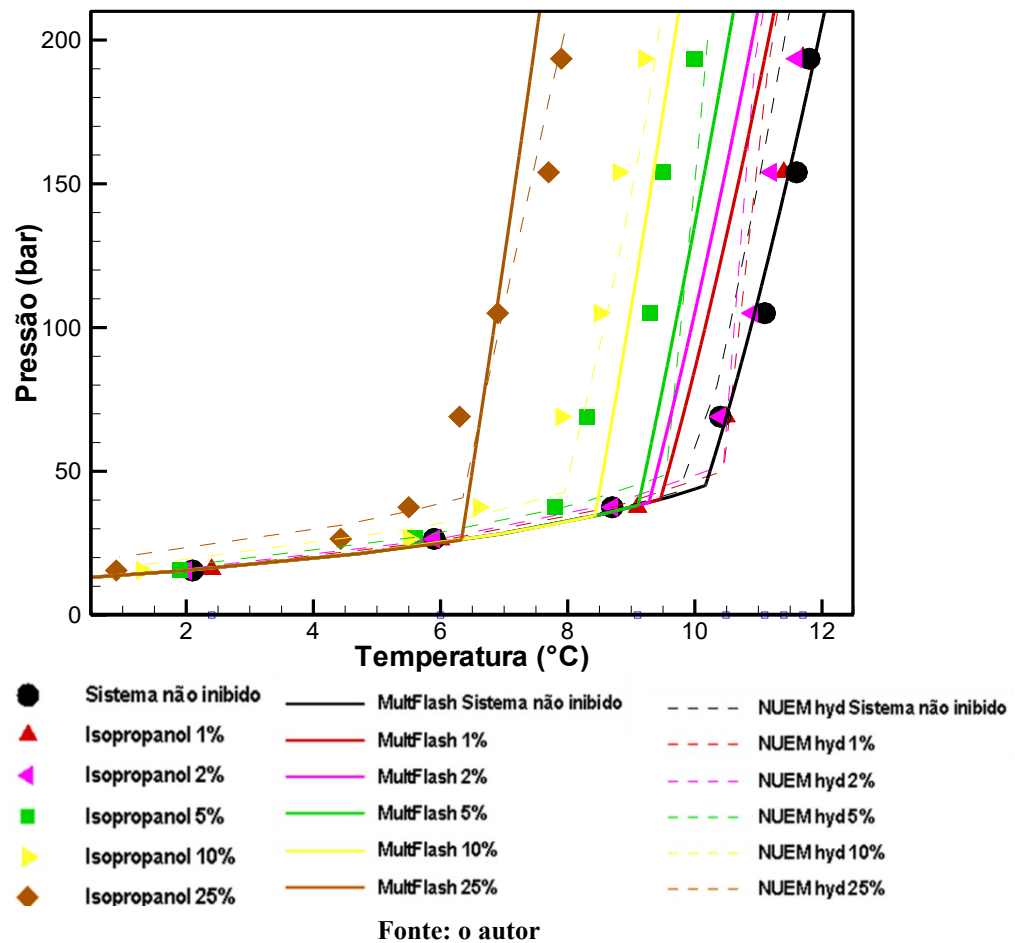 200
150
100
50
0
Pressão (bar)
2 4 6 8 10 12
Temperatura (°C)
Sistema não inibido
Isopropanol 1%
Isopropanol 2%
Isopropanol 5%
Isopropanol 10%
Isopropanol 25%
MultFlash Sistema não inibido
MultFlash 1%
MultFlash 2%
MultFlash 5%
MultFlash 10%
MultFlash 25%
NUEM hyd Sistema não inibido
NUEM hyd 1%
NUEM hyd 2%
NUEM hyd 5%
NUEM hyd 10%
NUEM hyd 25%
Fonte: o autor